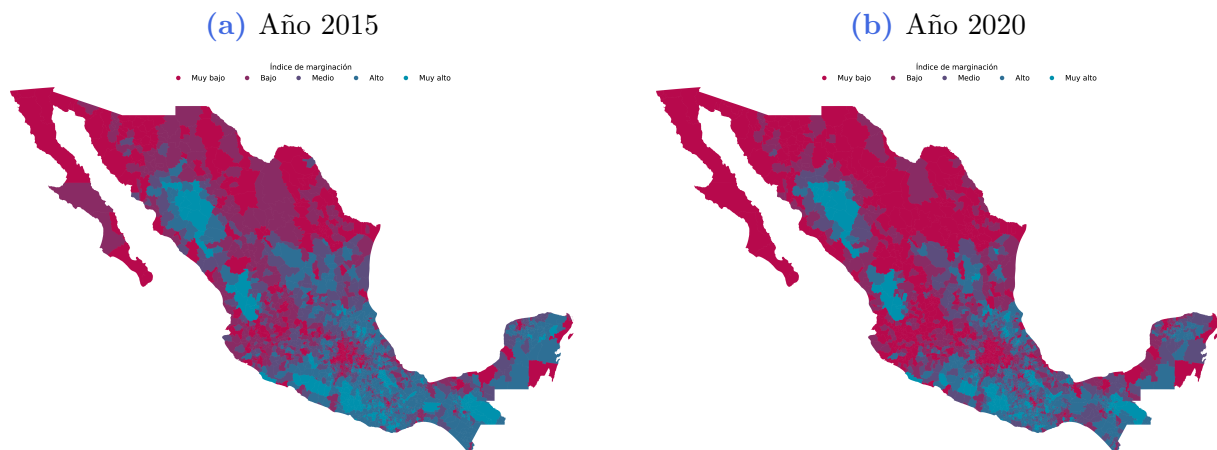 (a) Año 2015
Índice de marginación
Muy bajo Bajo Medio Alto Muy alto
(b) Año 2020
Índice de marginación
Muy bajo Bajo Medio Alto Muy alto